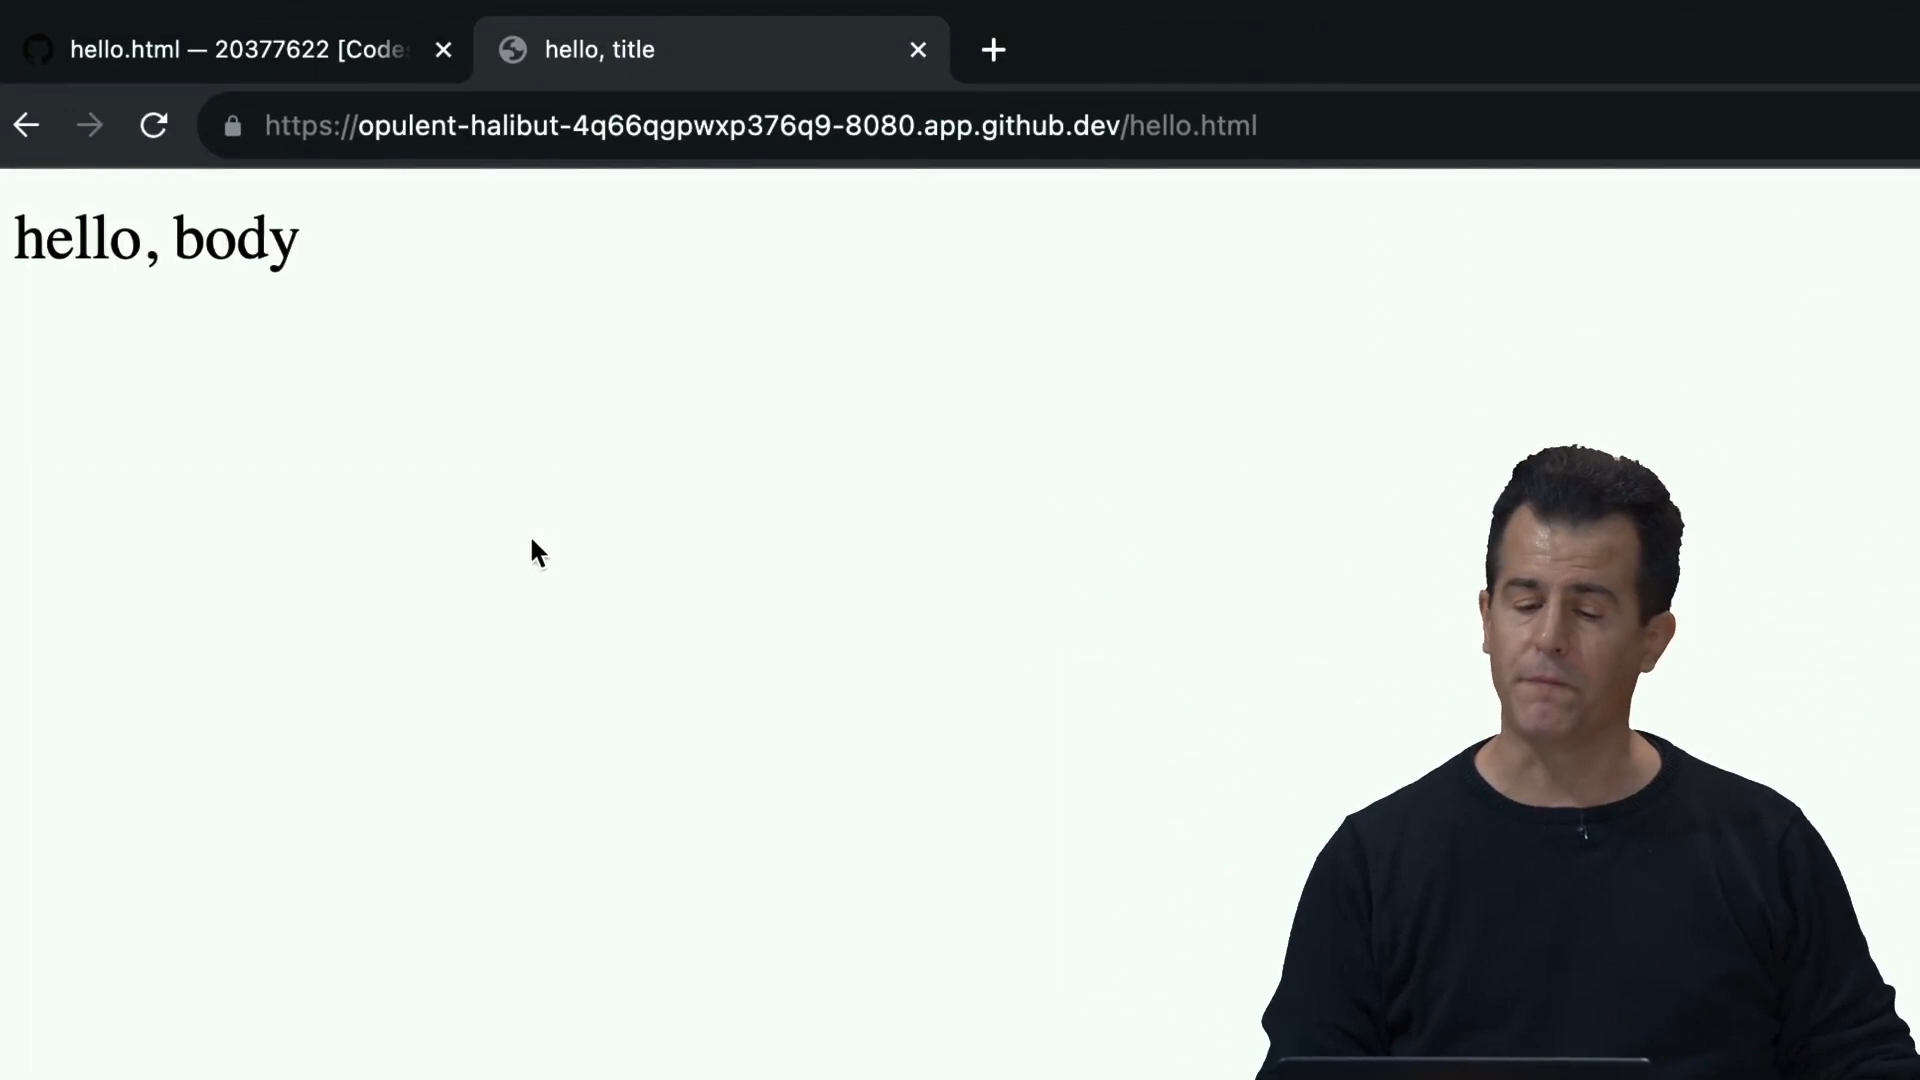 hello.html — 20377622 [Code
hello, title
https://opulent-halibut-4q66qgpwxp376q9-8080.app.github.dev/hello.html
hello, body